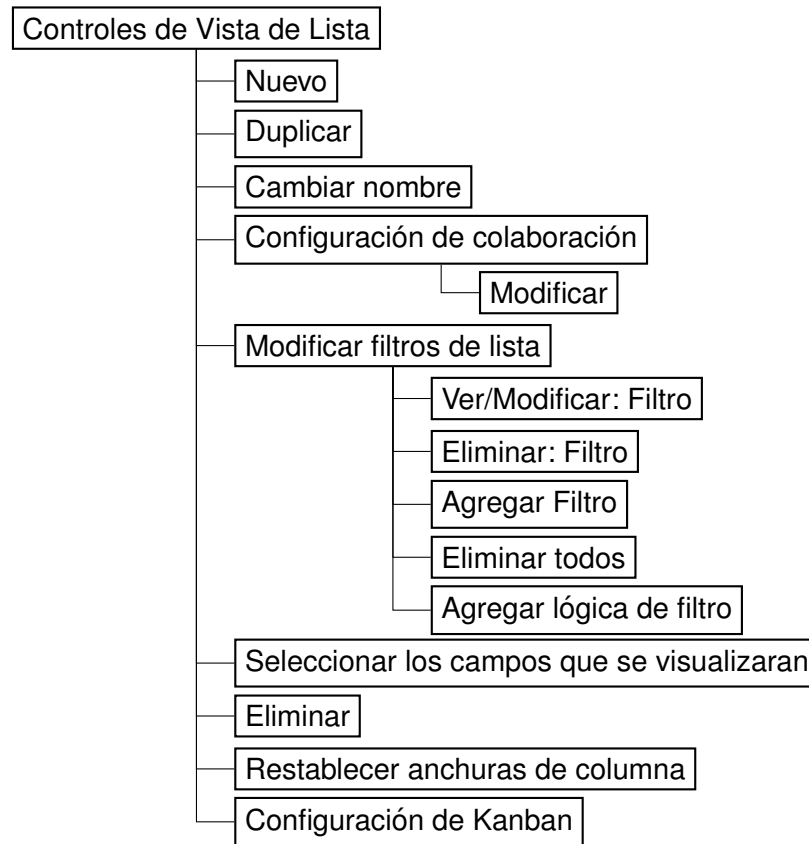 Controles de Vista de Lista
Nuevo
Duplicar
Cambiar nombre
Configuración de colaboración
Modificar
Modificar filtros de lista
Ver/Modificar: Filtro
Eliminar: Filtro
Agregar Filtro
Eliminar todos
Agregar lógica de filtro
Seleccionar los campos que se visualizaran
Eliminar
Restablecer anchuras de columna
Configuración de Kanban